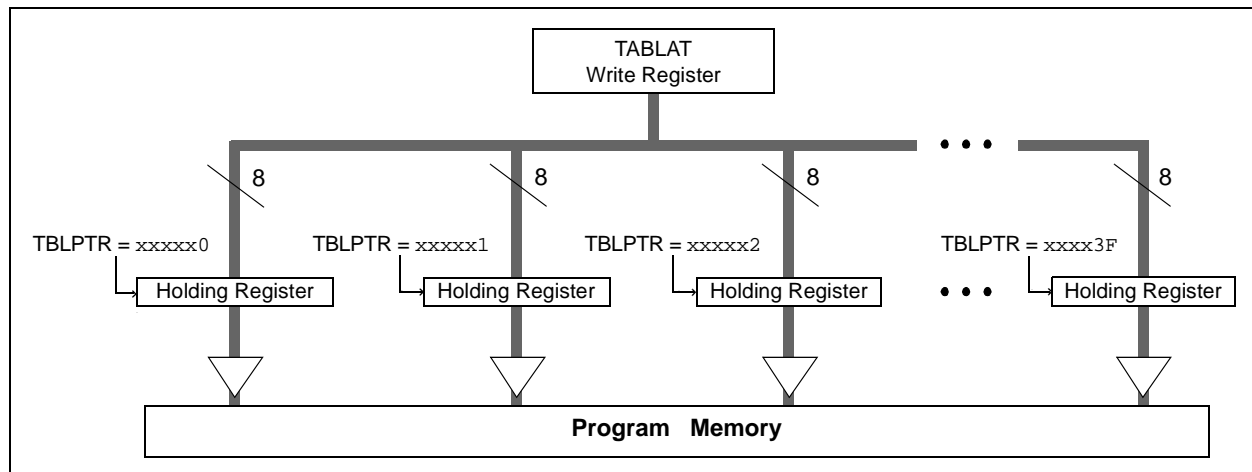 TABLAT
Write Register
8
8
8
8
TBLPTR = xxxxx0
TBLPTR = xxxxx1
TBLPTR = xxxxx2
TBLPTR = xxxx3F
Holding Register
Holding Register
Holding Register
Holding Register
Program Memory